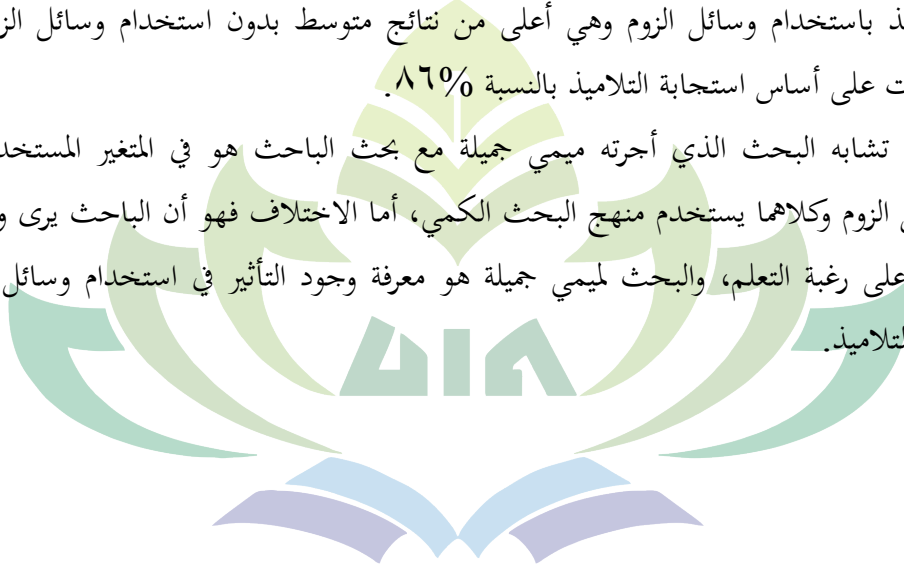 ذ باستخدام وسائل الزوم وهي أعلى من نتائج متوسط بدون استخدام وسائل الز
ت على أساس استجابة التلاميذ بالنسبة ٨٦%.
تشابه البحث الذي أجرته ميمي جميلة مع بحث الباحث هو في المتغير المستخد
الزوم وكلاهما يستخدم منهج البحث الكمي، أما الاختلاف فهو أن الباحث يرى و
على رغبة التعلم، والبحث لميمي جميلة هو معرفة وجود التأثير في استخدام وسائل
لتلاميذ.
UIN